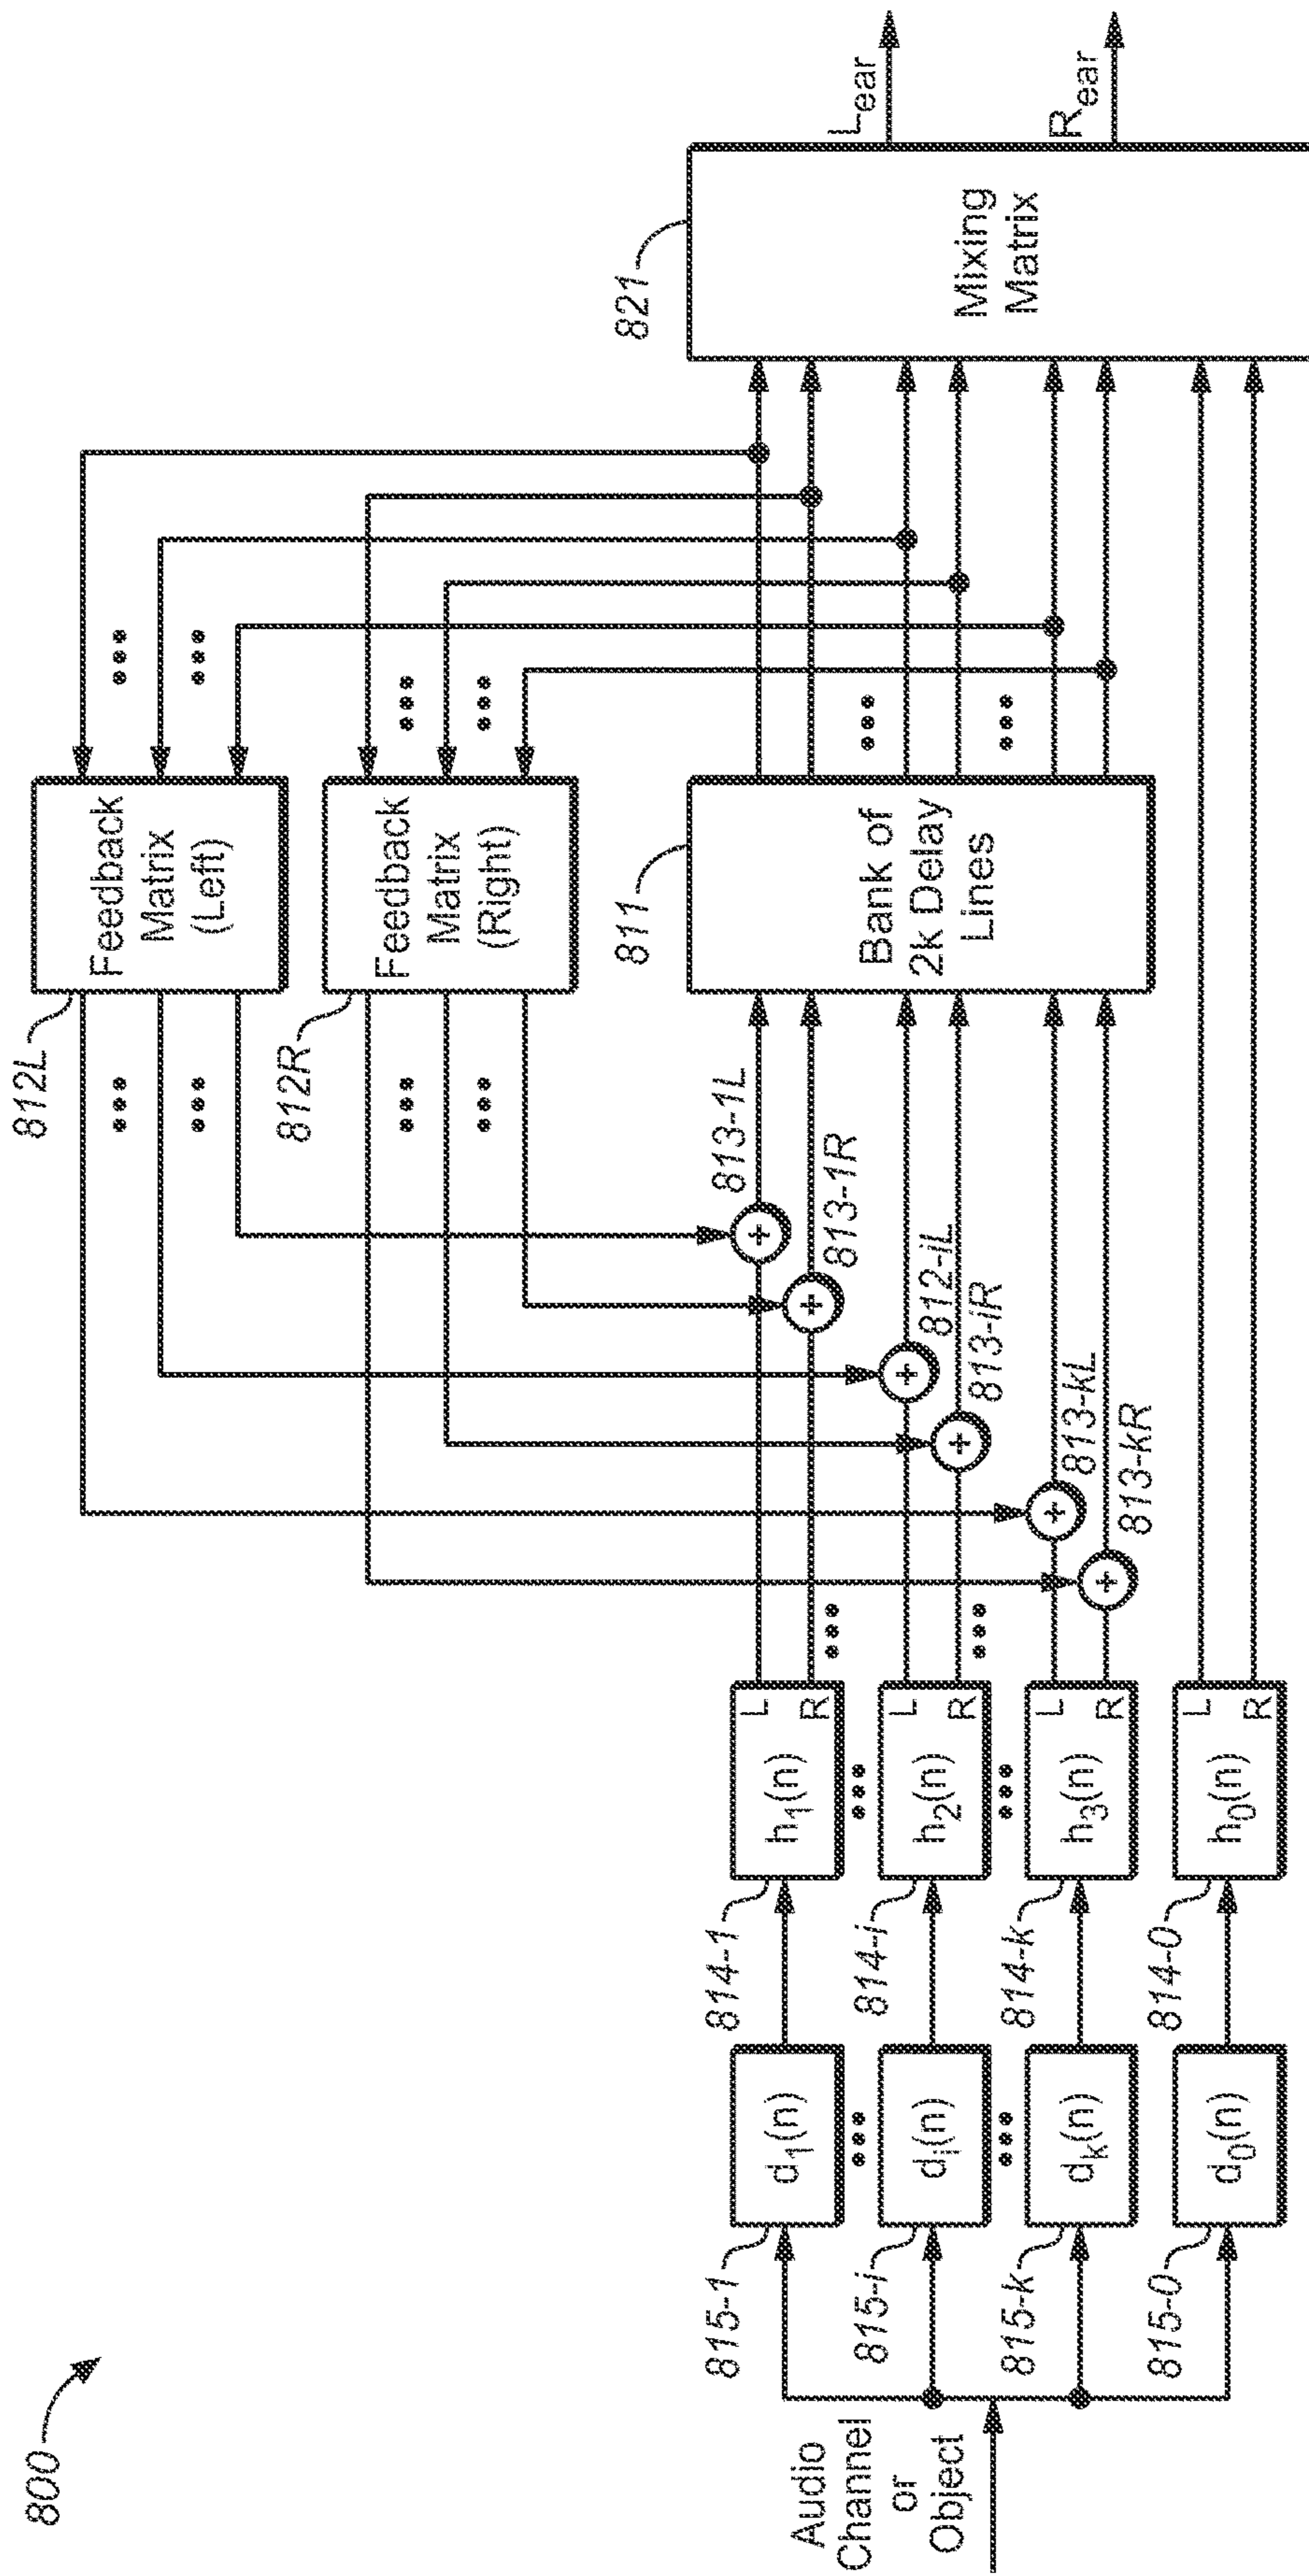 800
812L
Feedback
Matrix
(Left)
812R
Feedback
Matrix
(Right)
811
Bank of
2k Delay
Lines
821
Mixing
Matrix
L_ear
R_ear
813-1L
813-1R
812-iL
813-iR
813-kL
813-kR
Audio
Channel
or
Object
815-1
d₁(n)
814-1
h₁(n)
L
R
815-i
dᵢ(n)
814-i
h₂(n)
L
R
815-k
dₖ(n)
814-k
h₃(n)
L
R
815-0
d₀(n)
814-0
h₀(n)
L
R